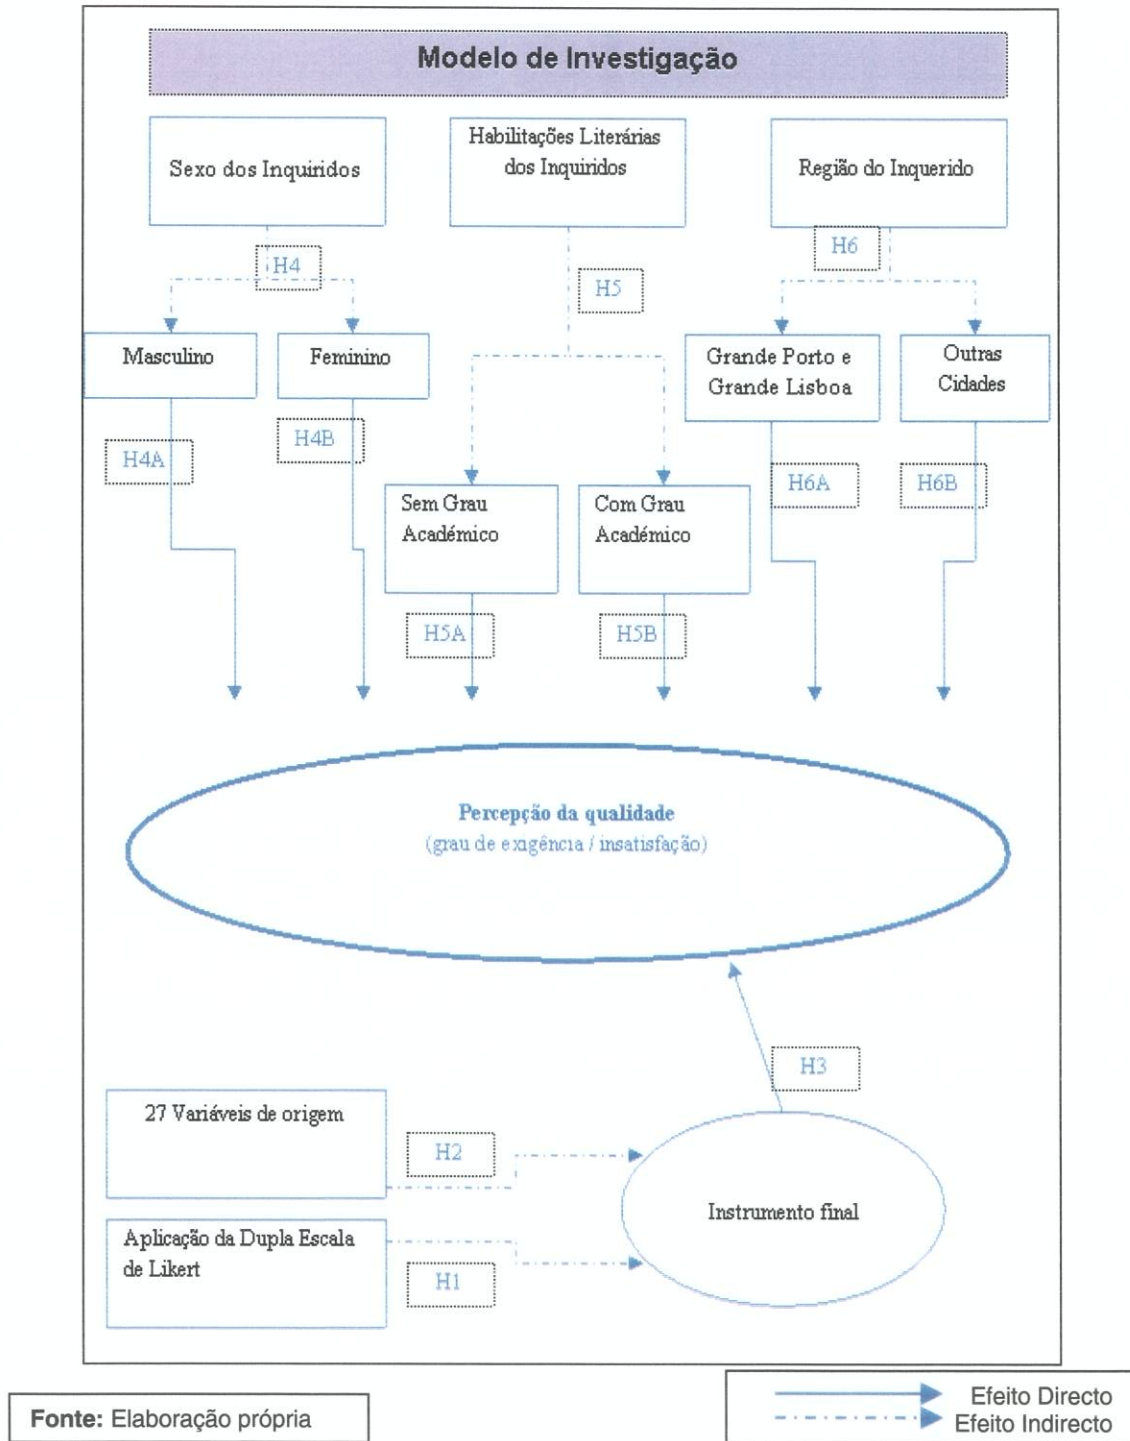 Modelo de Investigação
Sexo dos Inquiridos
Habilitações Literárias
dos Inquiridos
Região do Inquerido
H4
H5
H6
Masculino
Feminino
Grande Porto e
Grande Lisboa
Outras
Cidades
H4A
H4B
H6A
H6B
Sem Grau
Académico
Com Grau
Académico
H5A
H5B
Percepção da qualidade
(grau de exigência / insatisfação)
H3
27 Variáveis de origem
H2
Instrumento final
Aplicação da Dupla Escala
de Likert
H1
Fonte: Elaboração própria
Efeito Directo
Efeito Indirecto